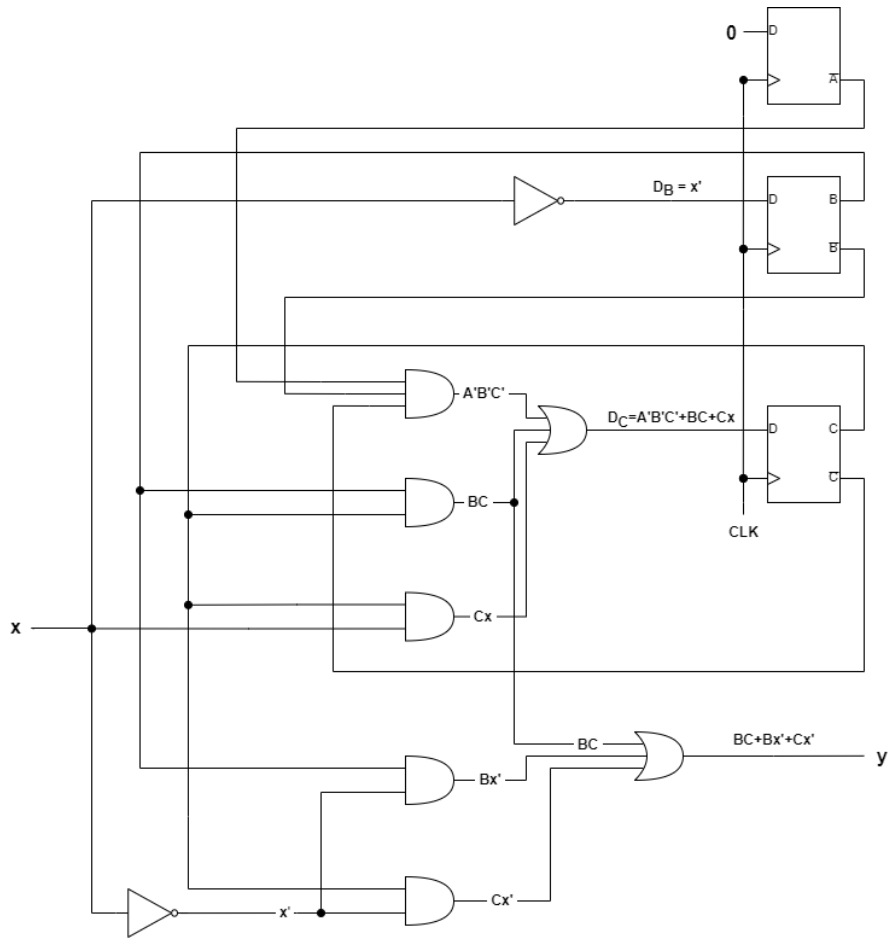 0
D
A̅
D_B = x'
D
B
B̅
A'B'C'
D_C=A'B'C'+BC+Cx
D
C
C̅
BC
CLK
Cx
x
BC
BC+Bx'+Cx'
y
Bx'
Cx'
x'